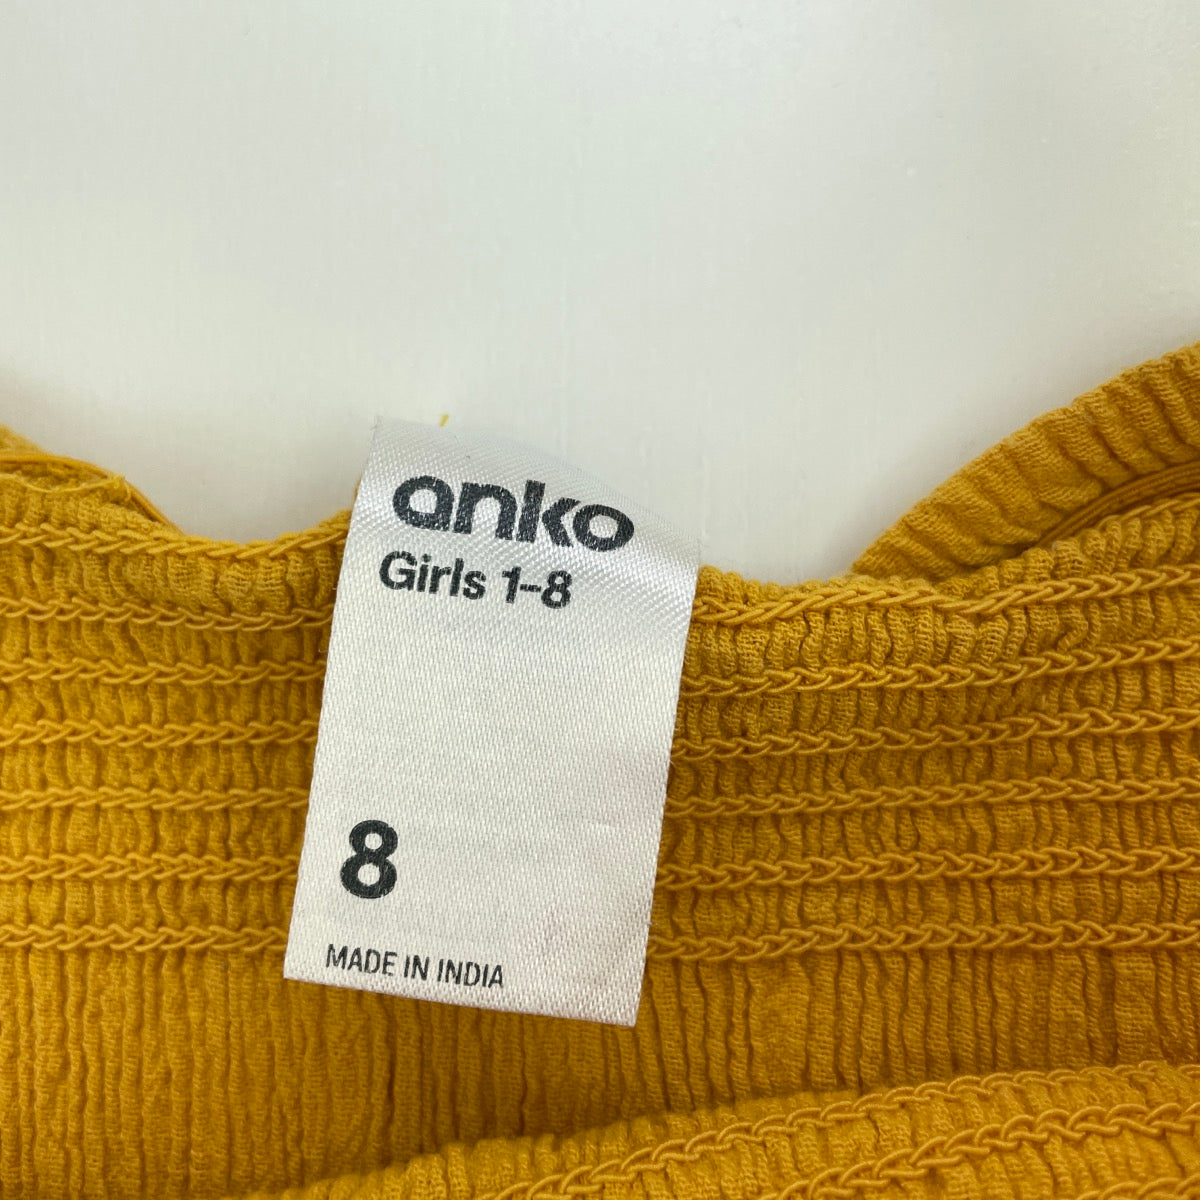 anko
Girls 1-8
8
MADE IN INDIA